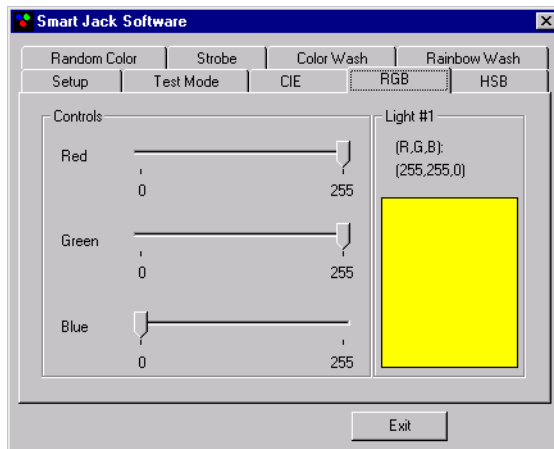 Smart Jack Software
Random Color Strobe Color Wash Rainbow Wash
Setup Test Mode CIE RGB HSB
Controls
Red
0 255
Green
0 255
Blue
0 255
Light #1
(R,G,B):
(255,255,0)
Exit